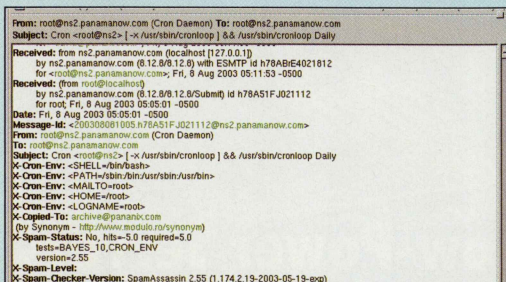 From: root@ns2.panamanow.com (Cron Daemon) To: root@ns2.panamanow.com
Subject: Cron <root@ns2> [ -x /usr/sbin/cronloop ] && /usr/sbin/cronloop Daily
Received: from ns2.panamanow.com (localhost [127.0.0.1])
by ns2.panamanow.com (8.12.8/8.12.8) with ESMTP id h78ABrE4021812
for <root@ns2.panamanow.com>; Fri, 8 Aug 2003 05:11:53 -0500
Received: (from root@localhost)
by ns2.panamanow.com (8.12.8/8.12.8/Submit) id h78A51FJ021112
for root; Fri, 8 Aug 2003 05:05:01 -0500
Date: Fri, 8 Aug 2003 05:05:01 -0500
Message-Id: <200308081005.h78A51FJ021112@ns2.panamanow.com>
From: root@ns2.panamanow.com (Cron Daemon)
To: root@ns2.panamanow.com
Subject: Cron <root@ns2> [ -x /usr/sbin/cronloop ] && /usr/sbin/cronloop Daily
X-Cron-Env: <SHELL=/bin/bash>
X-Cron-Env: <PATH=/sbin:/bin:/usr/sbin:/usr/bin>
X-Cron-Env: <MAILTO=root>
X-Cron-Env: <HOME=/root>
X-Cron-Env: <LOGNAME=root>
X-Copied-To: archive@pananix.com
(by Synonym - http://www.modulo.ro/synonym)
X-Spam-Status: No, hits=-5.0 required=5.0
tests=BAYES_10,CRON_ENV
version=2.55
X-Spam-Level:
X-Spam-Checker-Version: SpamAssassin 2.55 (1.174.2.19-2003-05-19-exp)